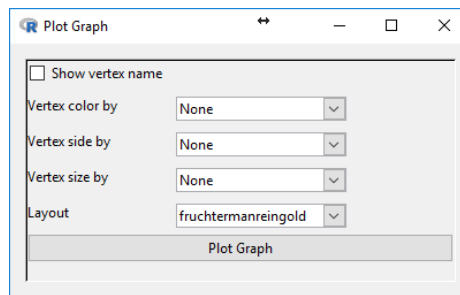 Plot Graph
Show vertex name
Vertex color by None
Vertex side by None
Vertex size by None
Layout fruchtermanreingold
Plot Graph